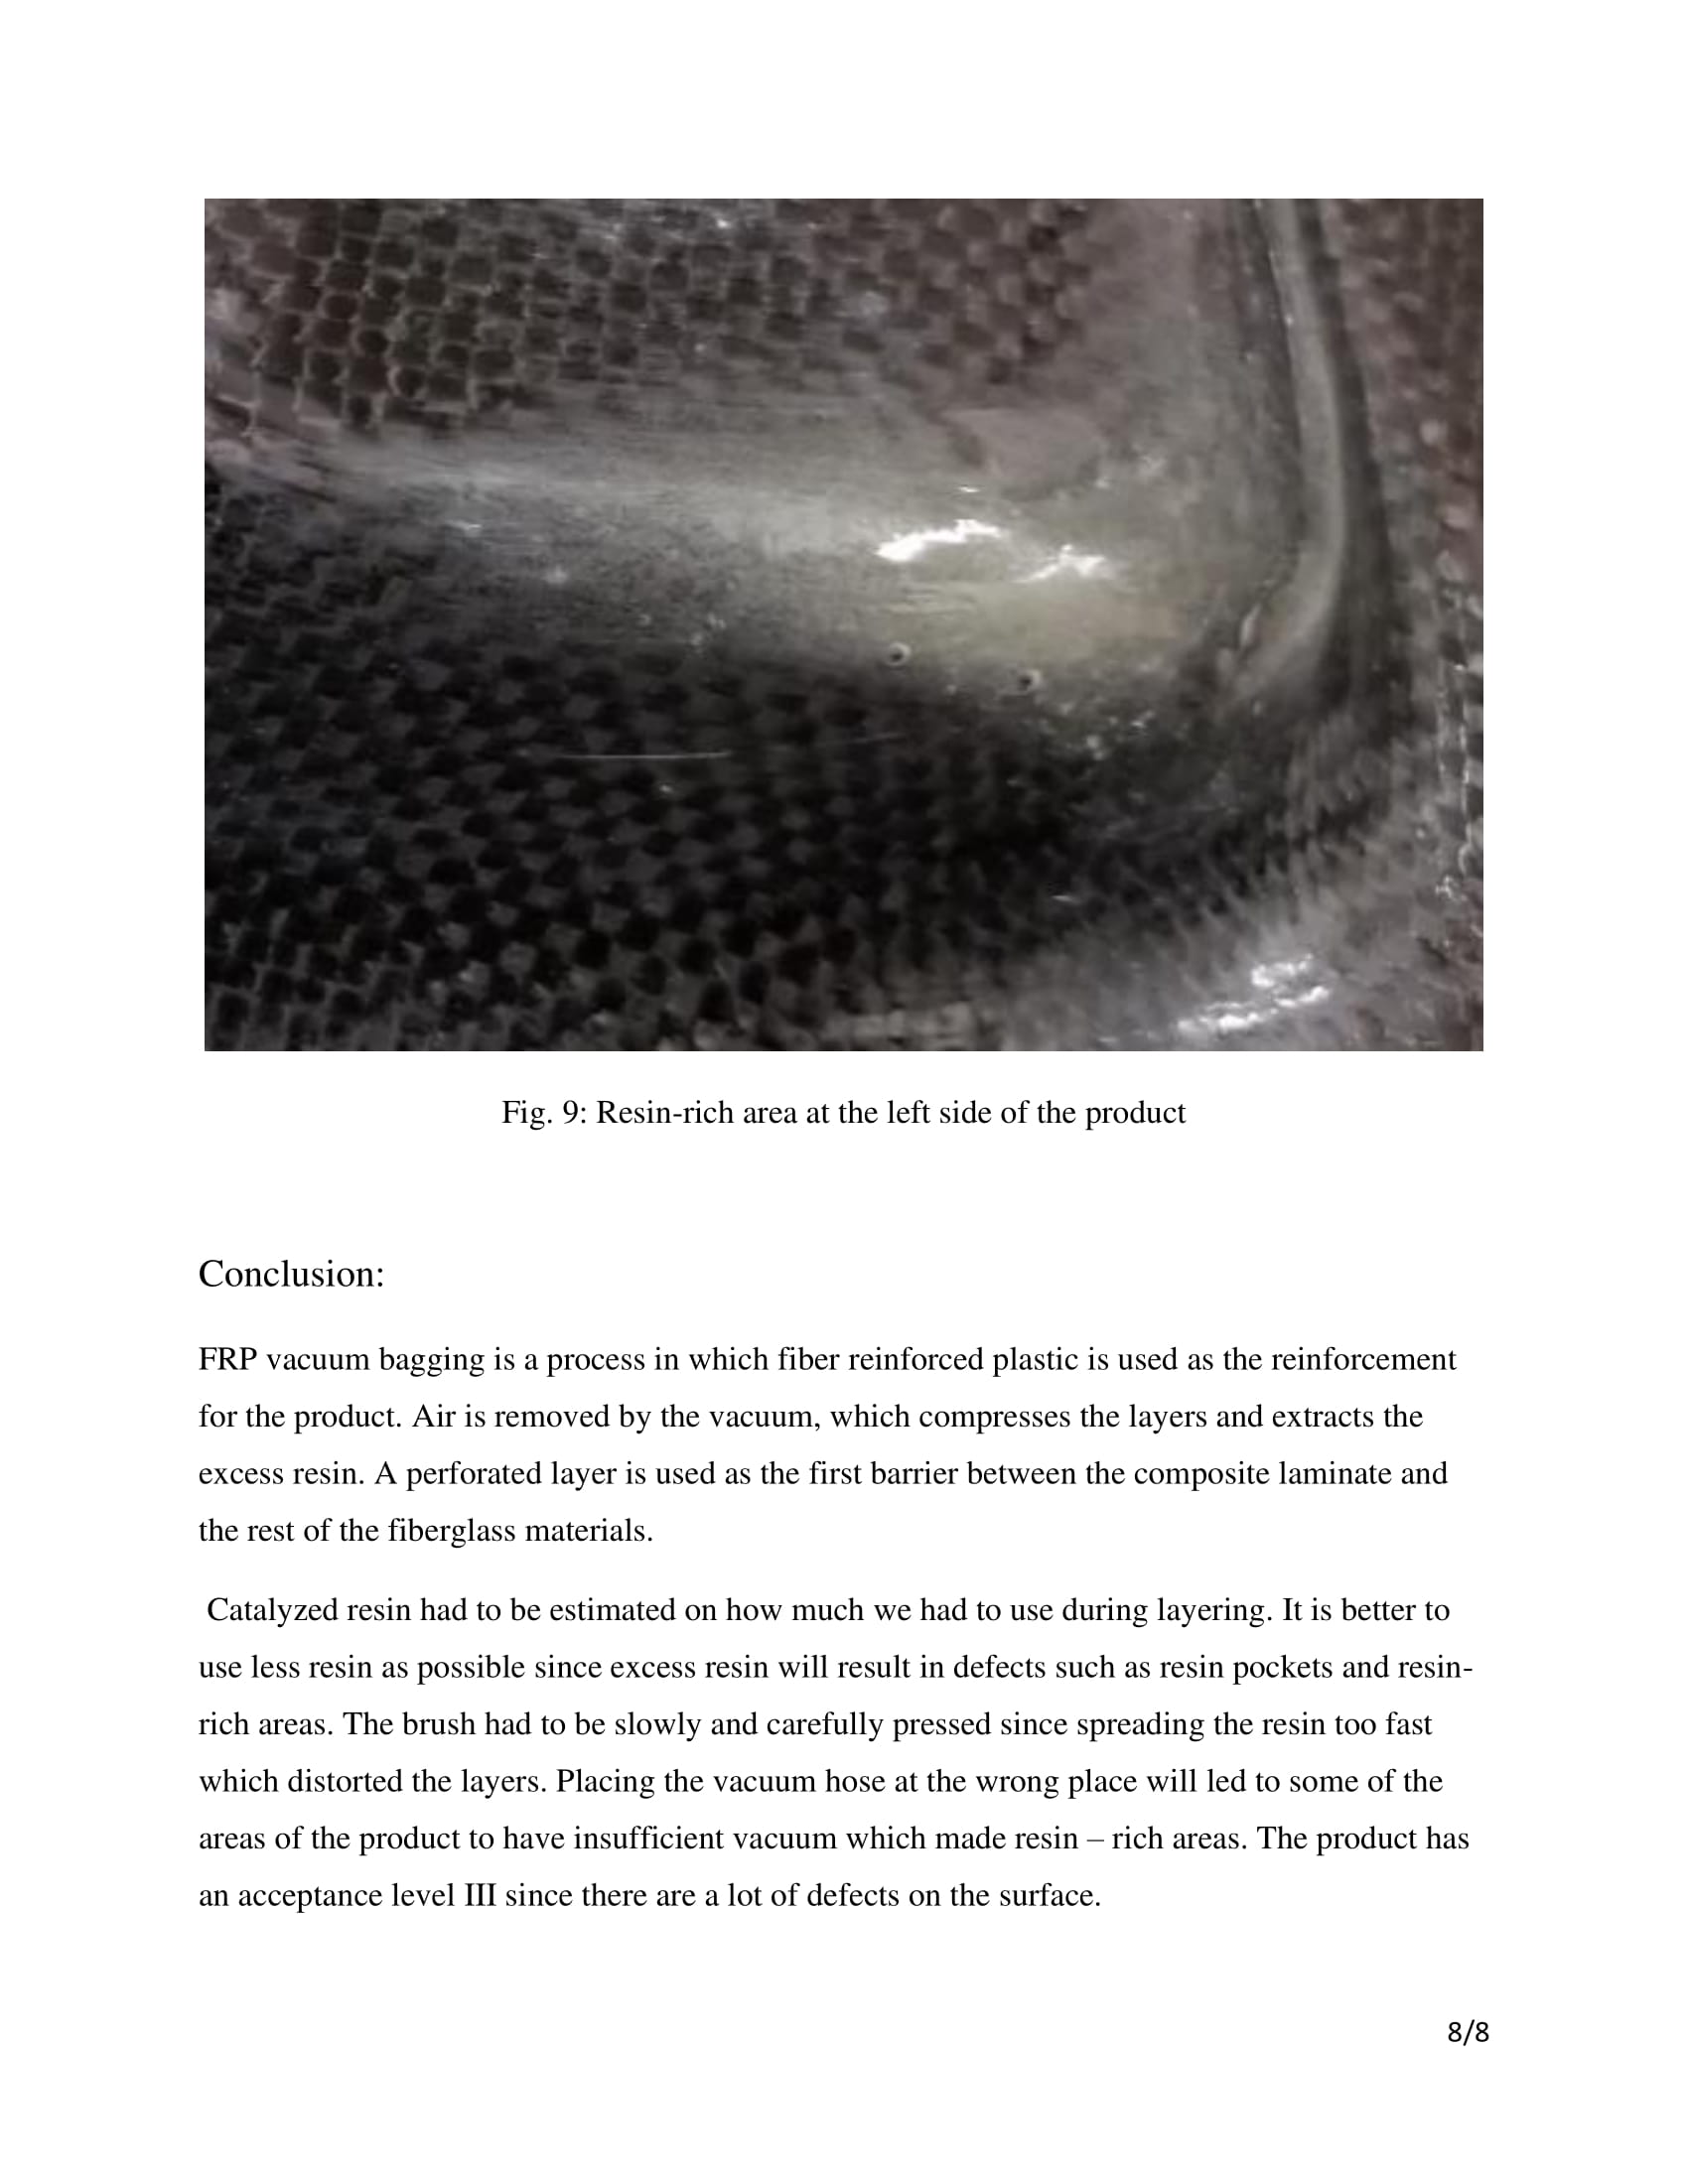 Fig. 9: Resin-rich area at the left side of the product
Conclusion:
FRP vacuum bagging is a process in which fiber reinforced plastic is used as the reinforcement
for the product. Air is removed by the vacuum, which compresses the layers and extracts the
excess resin. A perforated layer is used as the first barrier between the composite laminate and
the rest of the fiberglass materials.
Catalyzed resin had to be estimated on how much we had to use during layering. It is better to
use less resin as possible since excess resin will result in defects such as resin pockets and resin-
rich areas. The brush had to be slowly and carefully pressed since spreading the resin too fast
which distorted the layers. Placing the vacuum hose at the wrong place will led to some of the
areas of the product to have insufficient vacuum which made resin – rich areas. The product has
an acceptance level III since there are a lot of defects on the surface.
8/8